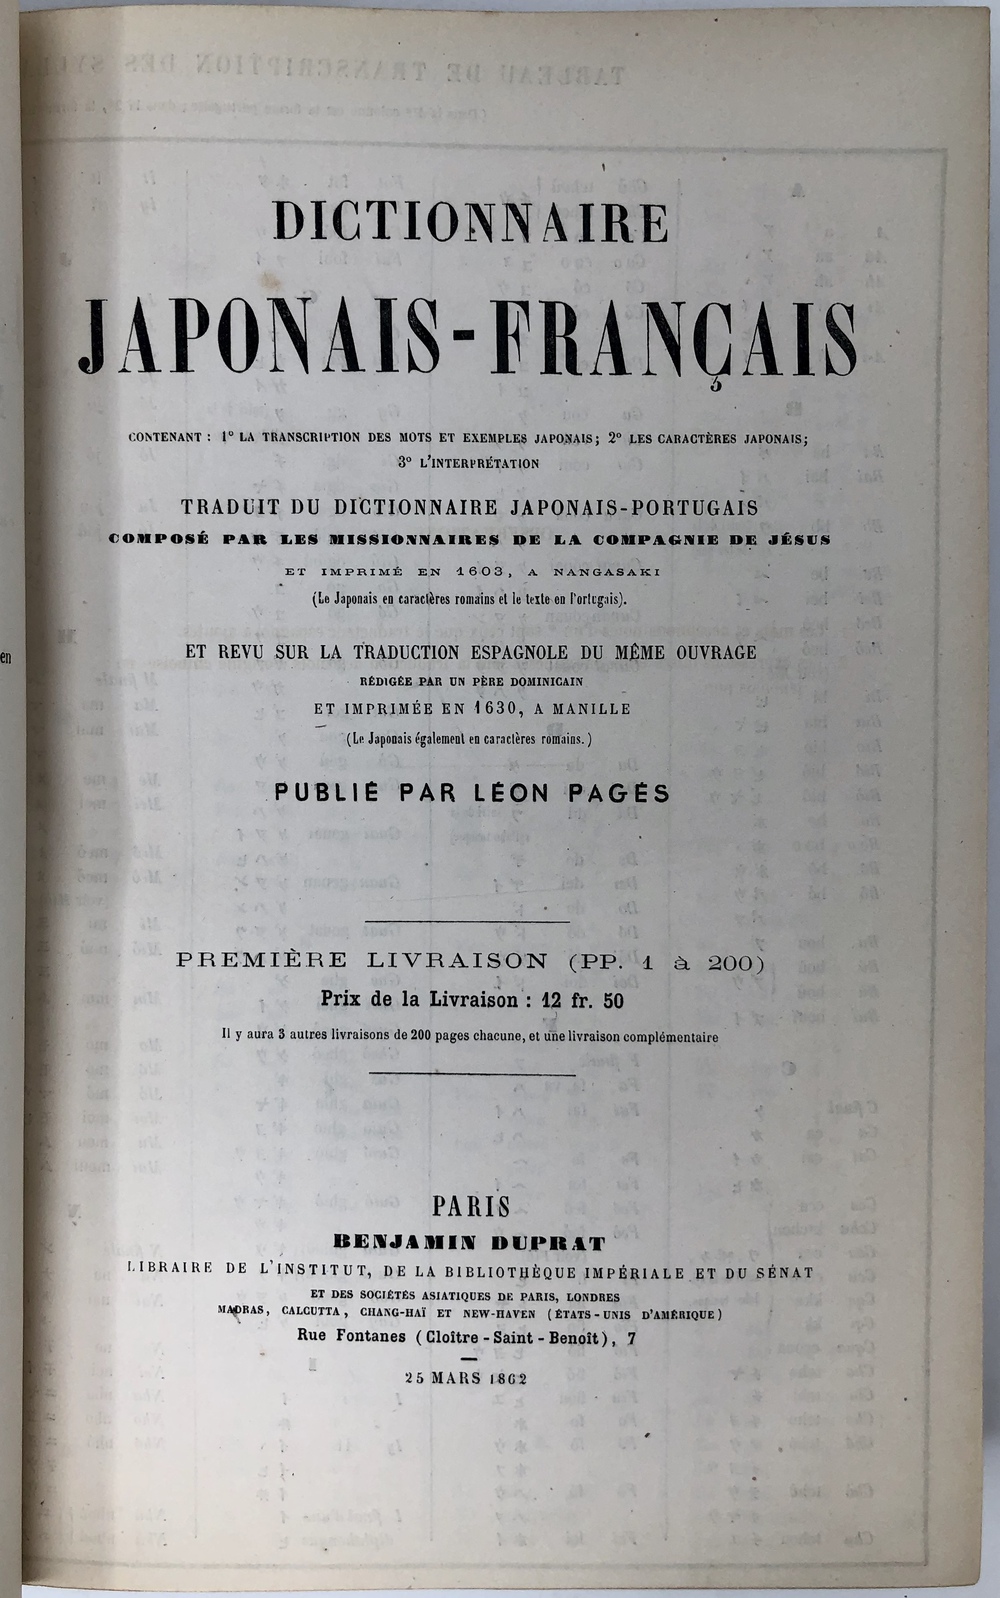 DICTIONNAIRE
JAPONAIS-FRANÇAIS
CONTENANT : 1° LA TRANSCRIPTION DES MOTS ET EXEMPLES JAPONAIS; 2° LES CARACTÈRES JAPONAIS;
3° L'INTERPRÉTATION
TRADUIT DU DICTIONNAIRE JAPONAIS-PORTUGAIS
COMPOSÉ PAR LES MISSIONNAIRES DE LA COMPAGNIE DE JÉSUS
ET IMPRIMÉ EN 1603, A NANGASAKI
(Le Japonais en caractères romains et le texte en Portugais).
ET REVU SUR LA TRADUCTION ESPAGNOLE DU MÊME OUVRAGE
RÉDIGÉE PAR UN PÈRE DOMINICAIN
ET IMPRIMÉE EN 1630, A MANILLE
(Le Japonais également en caractères romains.)
PUBLIÉ PAR LÉON PAGÈS
PREMIÈRE LIVRAISON (PP. 1 à 200)
Prix de la Livraison : 12 fr. 50
Il y aura 3 autres livraisons de 200 pages chacune, et une livraison complémentaire
PARIS
BENJAMIN DUPRAT
LIBRAIRE DE L'INSTITUT, DE LA BIBLIOTHÈQUE IMPÉRIALE ET DU SÉNAT
ET DES SOCIÉTÉS ASIATIQUES DE PARIS, LONDRES
MADRAS, CALCUTTA, CHANG-HAÏ ET NEW-HAVEN (ÉTATS-UNIS D'AMÉRIQUE)
Rue Fontanes (Cloître-Saint-Benoît), 7
25 MARS 1862
en